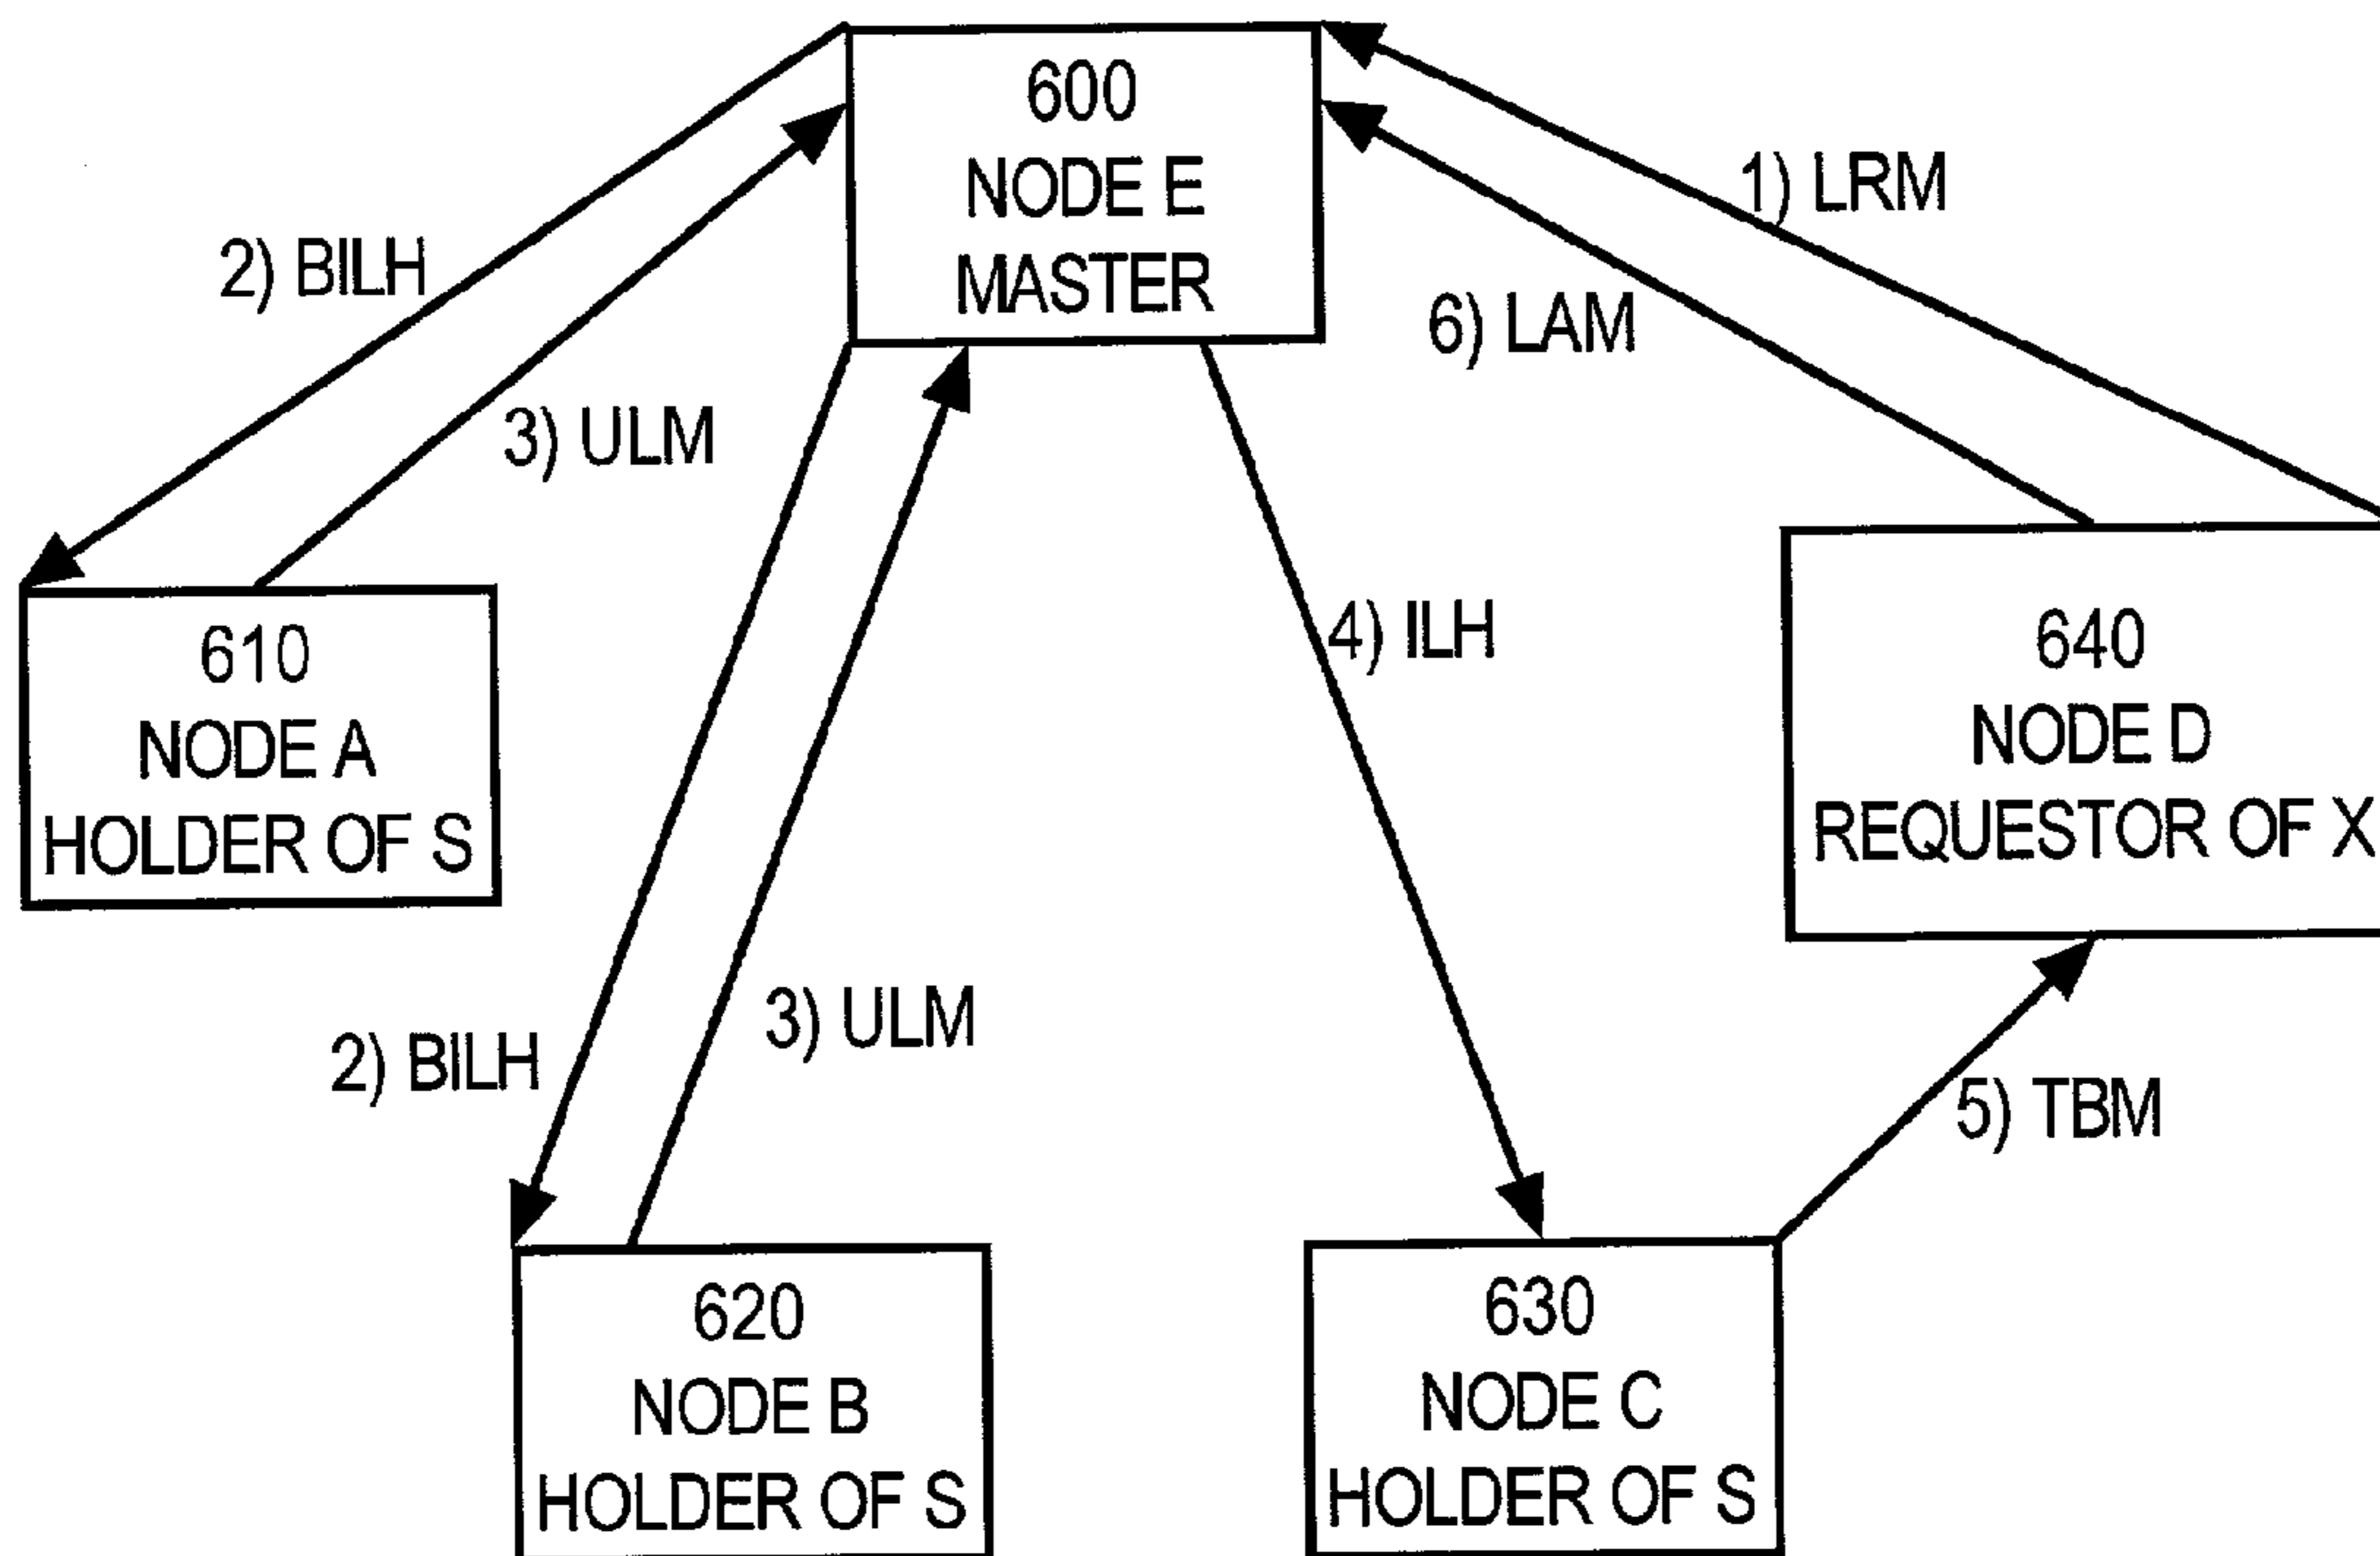 600
NODE E
MASTER
1) LRM
2) BILH
6) LAM
3) ULM
4) ILH
610
NODE A
HOLDER OF S
640
NODE D
REQUESTOR OF X
3) ULM
2) BILH
5) TBM
620
NODE B
HOLDER OF S
630
NODE C
HOLDER OF S